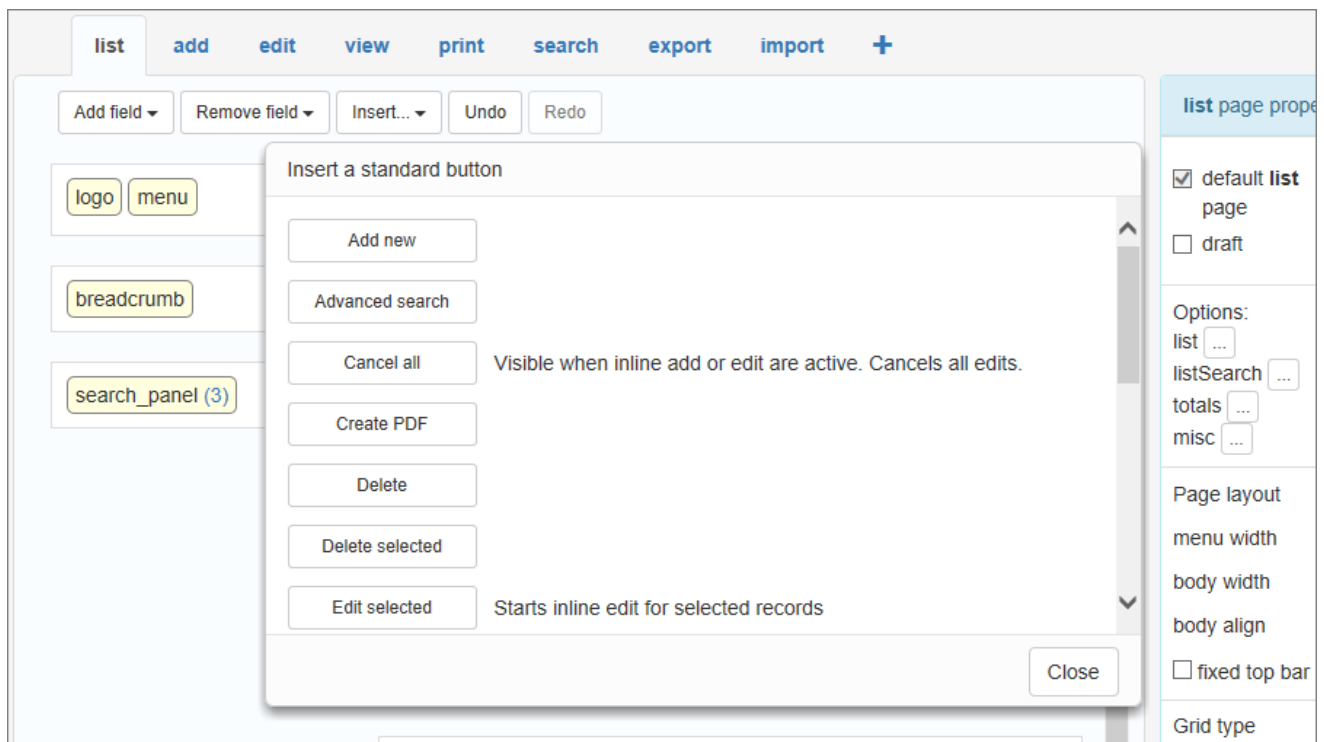 list add edit view print search export import +
Add field Remove field Insert... Undo Redo
logo menu
breadcrumb
search_panel (3)
Insert a standard button
Add new
Advanced search
Cancel all Visible when inline add or edit are active. Cancels all edits.
Create PDF
Delete
Delete selected
Edit selected Starts inline edit for selected records
Close
list page prope
default list
page
draft
Options:
list ...
listSearch ...
totals ...
misc ...
Page layout
menu width
body width
body align
fixed top bar
Grid type